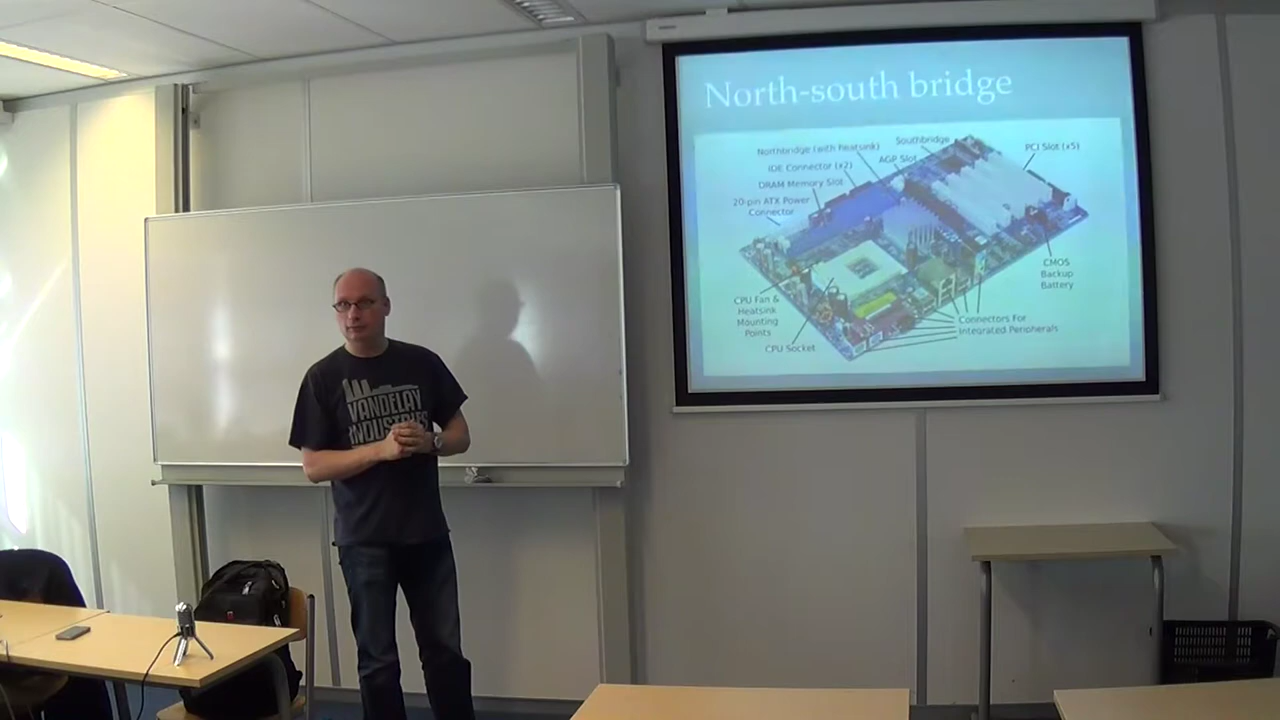 North-south bridge
Southbridge
Northbridge (with heatsink)
PCI Slot (x5)
AGP Slot
IDE Connector (x2)
DRAM Memory Slot
20-pin ATX Power
Connector
CMOS
Backup
Battery
CPU Fan &
Heatsink
Mounting
Points
Connectors For
Integrated Peripherals
CPU Socket
VANDELAY
INDUSTRIES